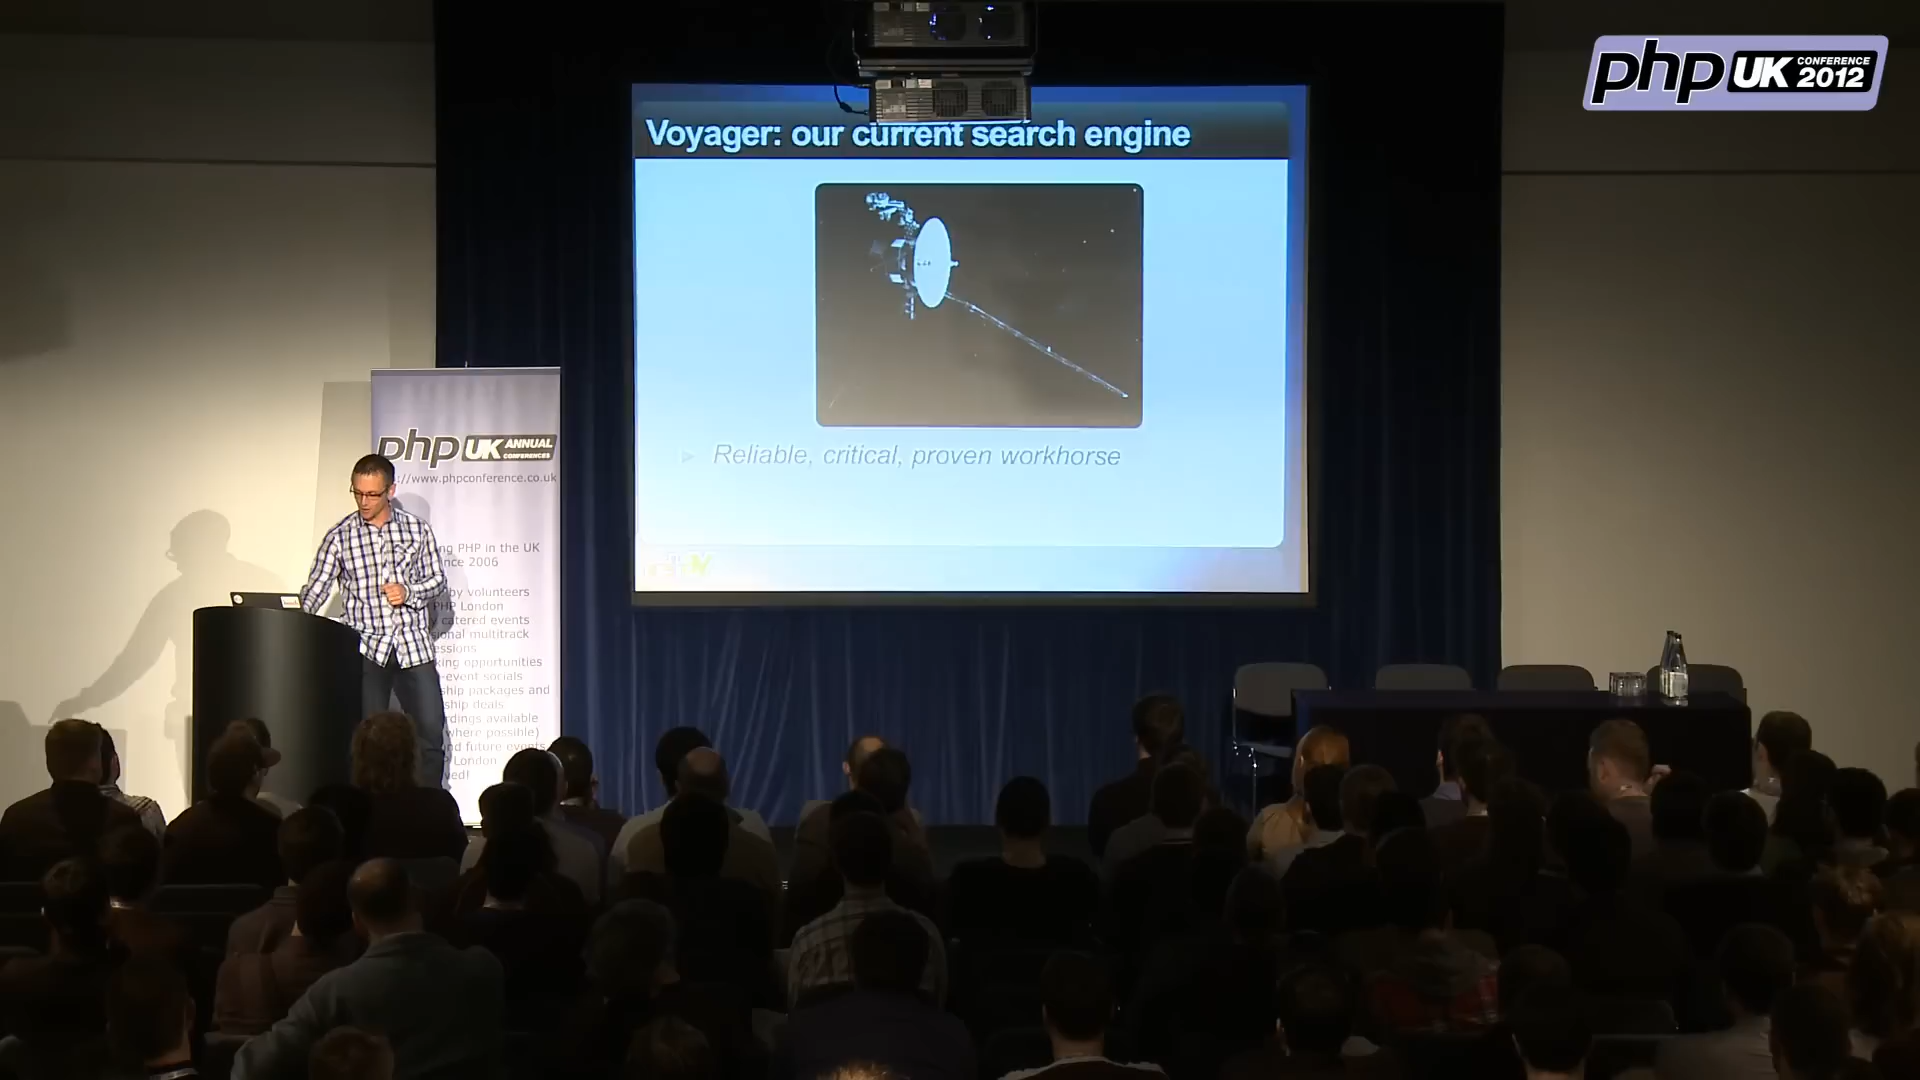 php UK CONFERENCE 2012
Voyager: our current search engine
Reliable, critical, proven workhorse
php UK ANNUAL CONFERENCES
://www.phpconference.co.uk
ng PHP in the UK
nce 2006
by volunteers
PHP London
catered events
sional multitrack
essions
king opportunities
-event socials
ship packages and
ship deals
rdings available
where possible)
nd future events
P London
ved!